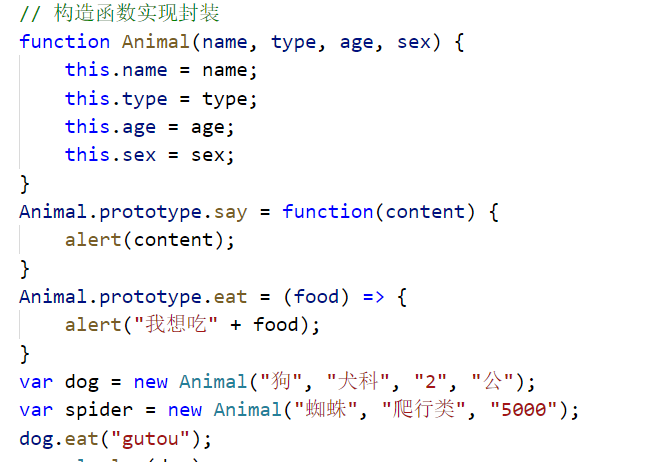 // 构造函数实现封装
function Animal(name, type, age, sex) {
    this.name = name;
    this.type = type;
    this.age = age;
    this.sex = sex;
}
Animal.prototype.say = function(content) {
    alert(content);
}
Animal.prototype.eat = (food) => {
    alert("我想吃" + food);
}
var dog = new Animal("狗", "犬科", "2", "公");
var spider = new Animal("蜘蛛", "爬行类", "5000");
dog.eat("gutou");